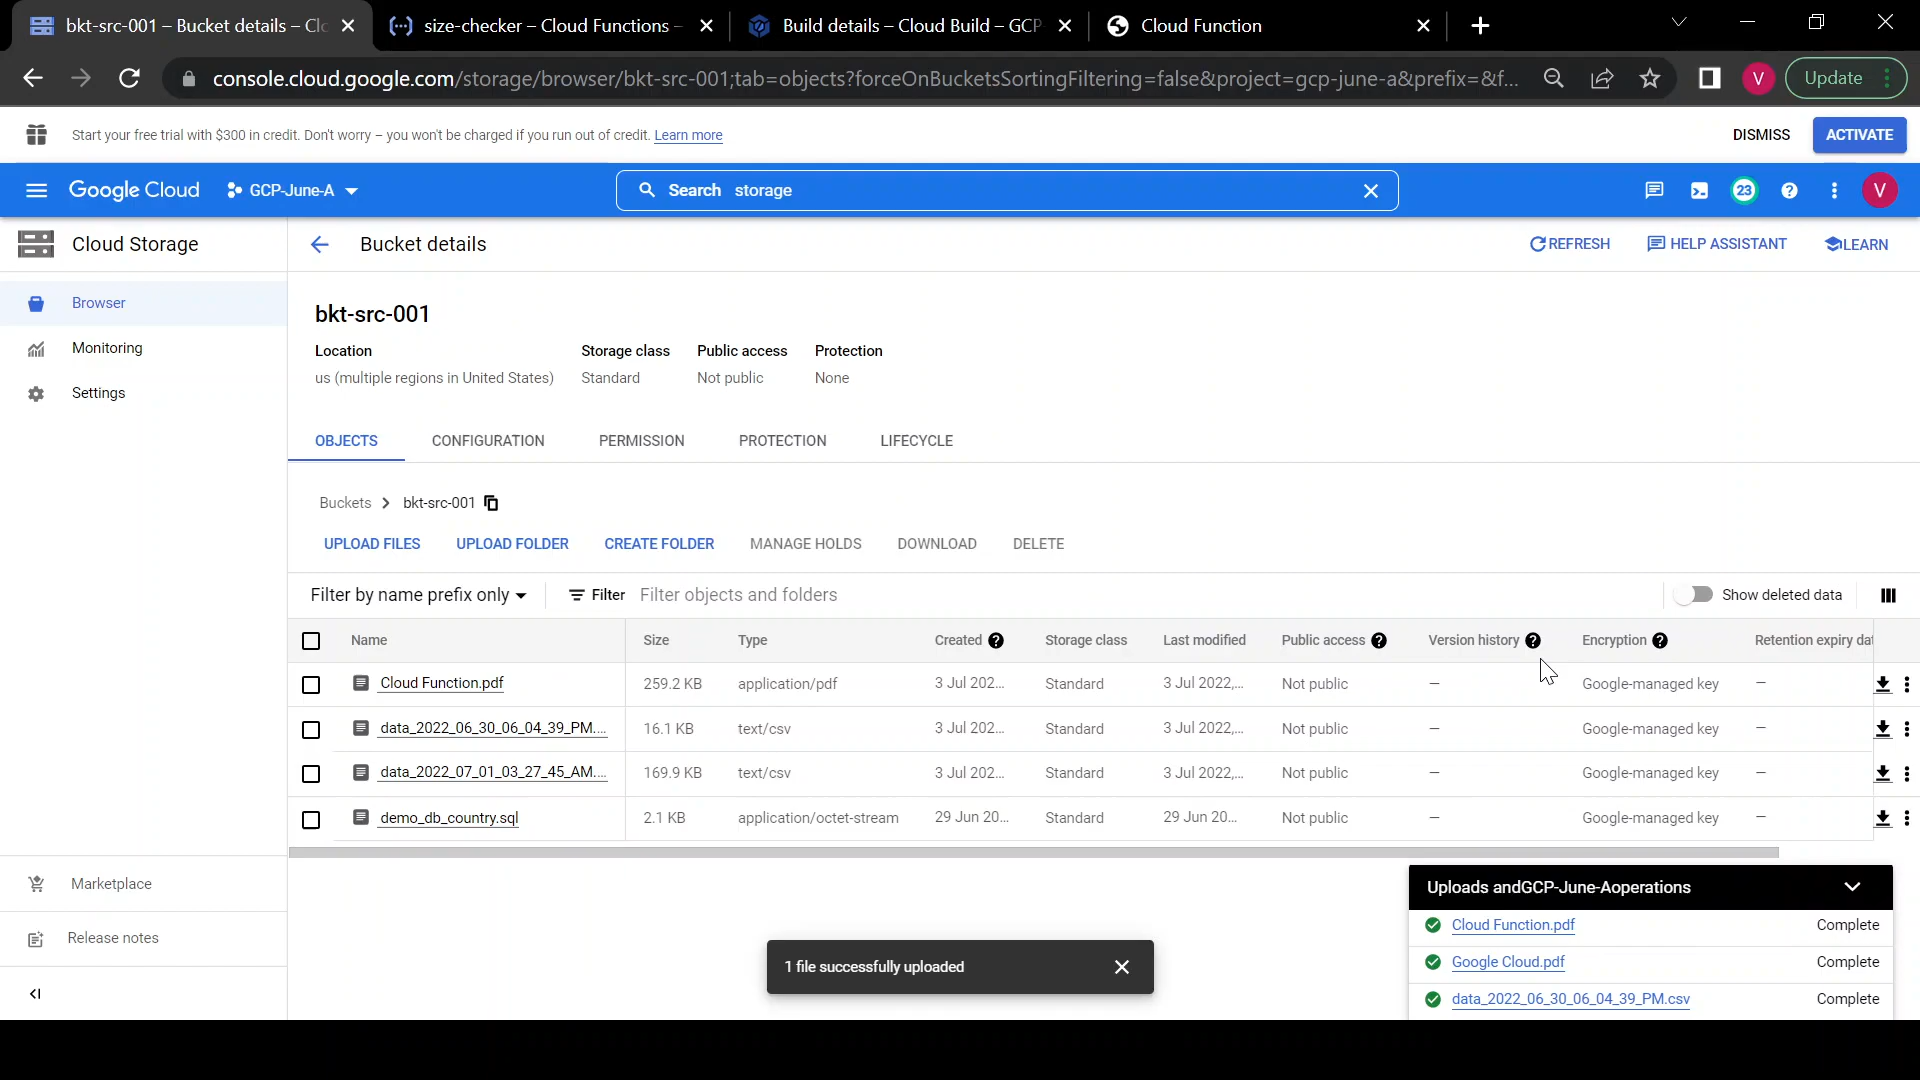 bkt-src-001 – Bucket details – Clo
size-checker – Cloud Functions –
Build details – Cloud Build – GCP
Cloud Function
console.cloud.google.com/storage/browser/bkt-src-001;tab=objects?forceOnBucketsSortingFiltering=false&project=gcp-june-a&prefix=&f...
V
Update
Start your free trial with $300 in credit. Don't worry – you won't be charged if you run out of credit. Learn more
DISMISS
ACTIVATE
Google Cloud
GCP-June-A
Search storage
23
V
Cloud Storage
Bucket details
REFRESH
HELP ASSISTANT
LEARN
Browser
Monitoring
Settings
bkt-src-001
Location Storage class Public access Protection
us (multiple regions in United States) Standard Not public None
OBJECTS CONFIGURATION PERMISSION PROTECTION LIFECYCLE
Buckets > bkt-src-001
UPLOAD FILES UPLOAD FOLDER CREATE FOLDER MANAGE HOLDS DOWNLOAD DELETE
Filter by name prefix only Filter Filter objects and folders Show deleted data
Name Size Type Created Storage class Last modified Public access Version history Encryption Retention expiry dat
Cloud Function.pdf 259.2 KB application/pdf 3 Jul 202... Standard 3 Jul 2022,... Not public — Google-managed key —
data_2022_06_30_06_04_39_PM.... 16.1 KB text/csv 3 Jul 202... Standard 3 Jul 2022,... Not public — Google-managed key —
data_2022_07_01_03_27_45_AM.... 169.9 KB text/csv 3 Jul 202... Standard 3 Jul 2022,... Not public — Google-managed key —
demo_db_country.sql 2.1 KB application/octet-stream 29 Jun 20... Standard 29 Jun 20... Not public — Google-managed key —
Marketplace
Release notes
Uploads andGCP-June-Aoperations
Cloud Function.pdf Complete
Google Cloud.pdf Complete
data_2022_06_30_06_04_39_PM.csv Complete
1 file successfully uploaded